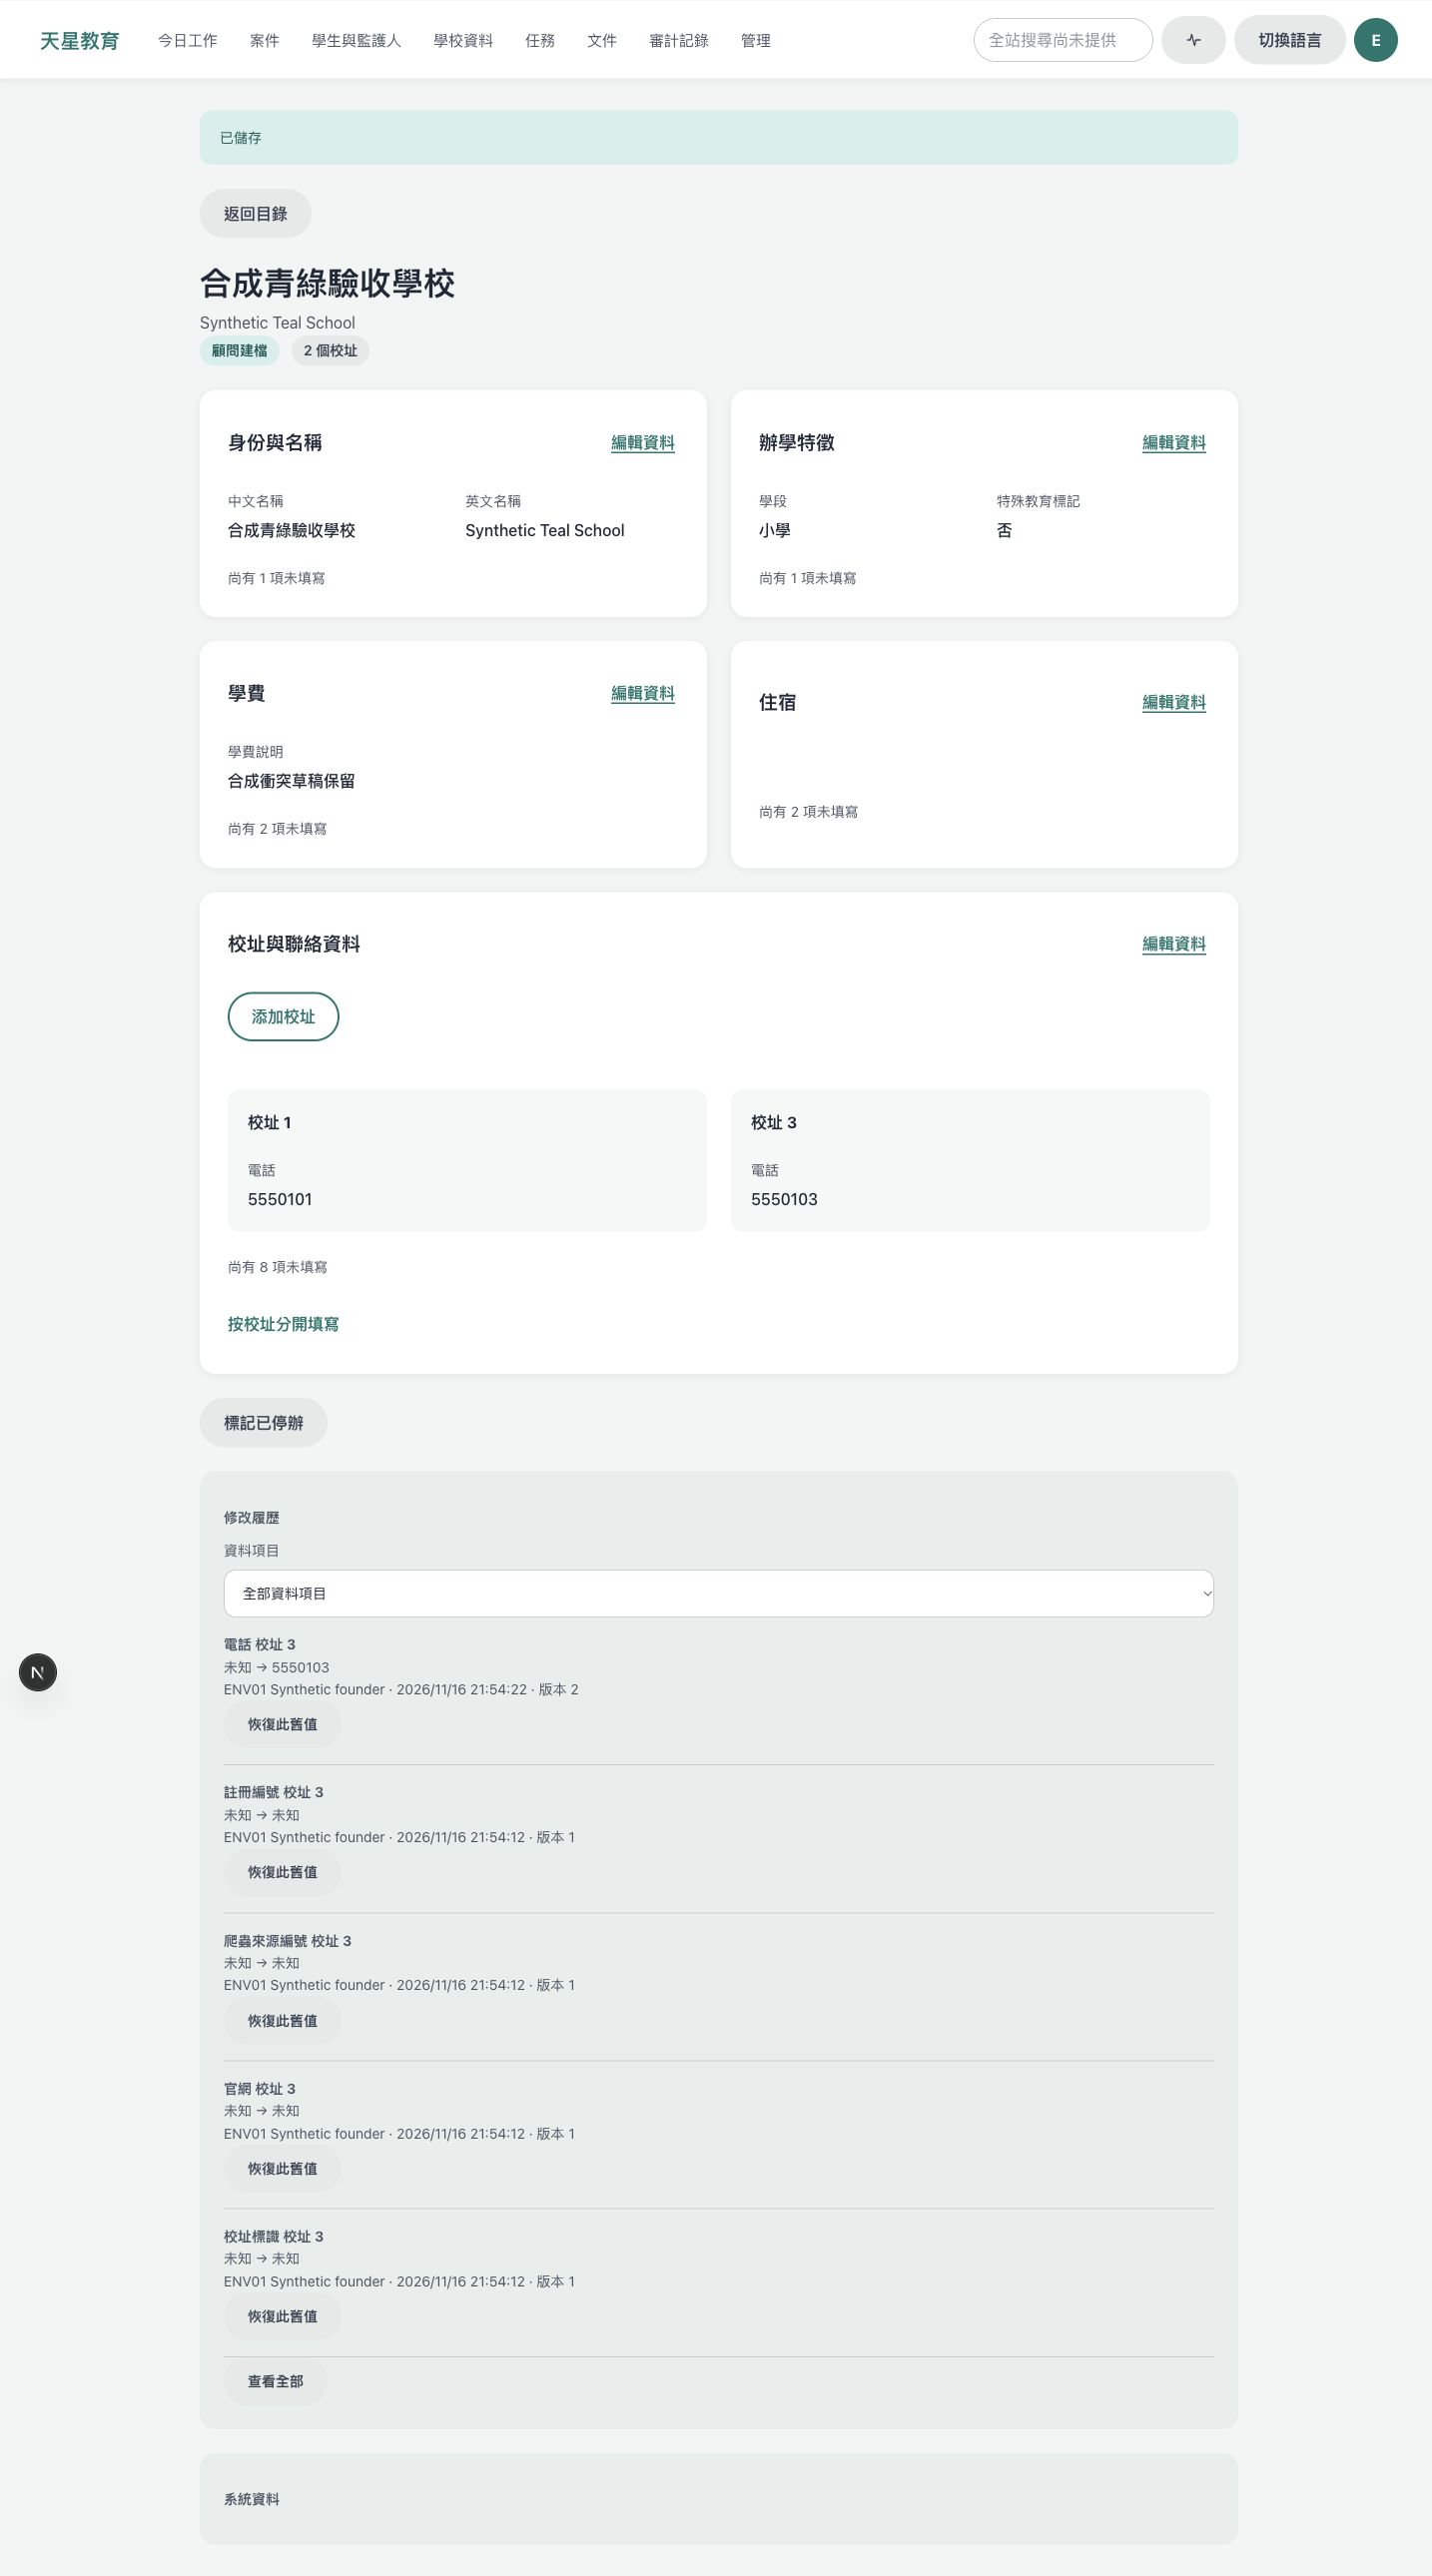 天星教育 今日工作 案件 學生與監護人 學校資料 任務 文件 審計記錄 管理 全站搜尋尚未提供 切換語言 E
已儲存
返回目錄
合成青綠驗收學校
Synthetic Teal School
顧問建檔 2 個校址
身份與名稱 編輯資料
中文名稱 英文名稱
合成青綠驗收學校 Synthetic Teal School
尚有 1 項未填寫
辦學特徵 編輯資料
學段 特殊教育標記
小學 否
尚有 1 項未填寫
學費 編輯資料
學費說明
合成衝突草稿保留
尚有 2 項未填寫
住宿 編輯資料
尚有 2 項未填寫
校址與聯絡資料 編輯資料
添加校址
校址 1
電話
5550101
校址 3
電話
5550103
尚有 8 項未填寫
按校址分開填寫
標記已停辦
修改履歷
資料項目
全部資料項目
電話 校址 3
未知 → 5550103
ENV01 Synthetic founder · 2026/11/16 21:54:22 · 版本 2
恢復此舊值
註冊編號 校址 3
未知 → 未知
ENV01 Synthetic founder · 2026/11/16 21:54:12 · 版本 1
恢復此舊值
爬蟲來源編號 校址 3
未知 → 未知
ENV01 Synthetic founder · 2026/11/16 21:54:12 · 版本 1
恢復此舊值
官網 校址 3
未知 → 未知
ENV01 Synthetic founder · 2026/11/16 21:54:12 · 版本 1
恢復此舊值
校址標識 校址 3
未知 → 未知
ENV01 Synthetic founder · 2026/11/16 21:54:12 · 版本 1
恢復此舊值
查看全部
系統資料
N